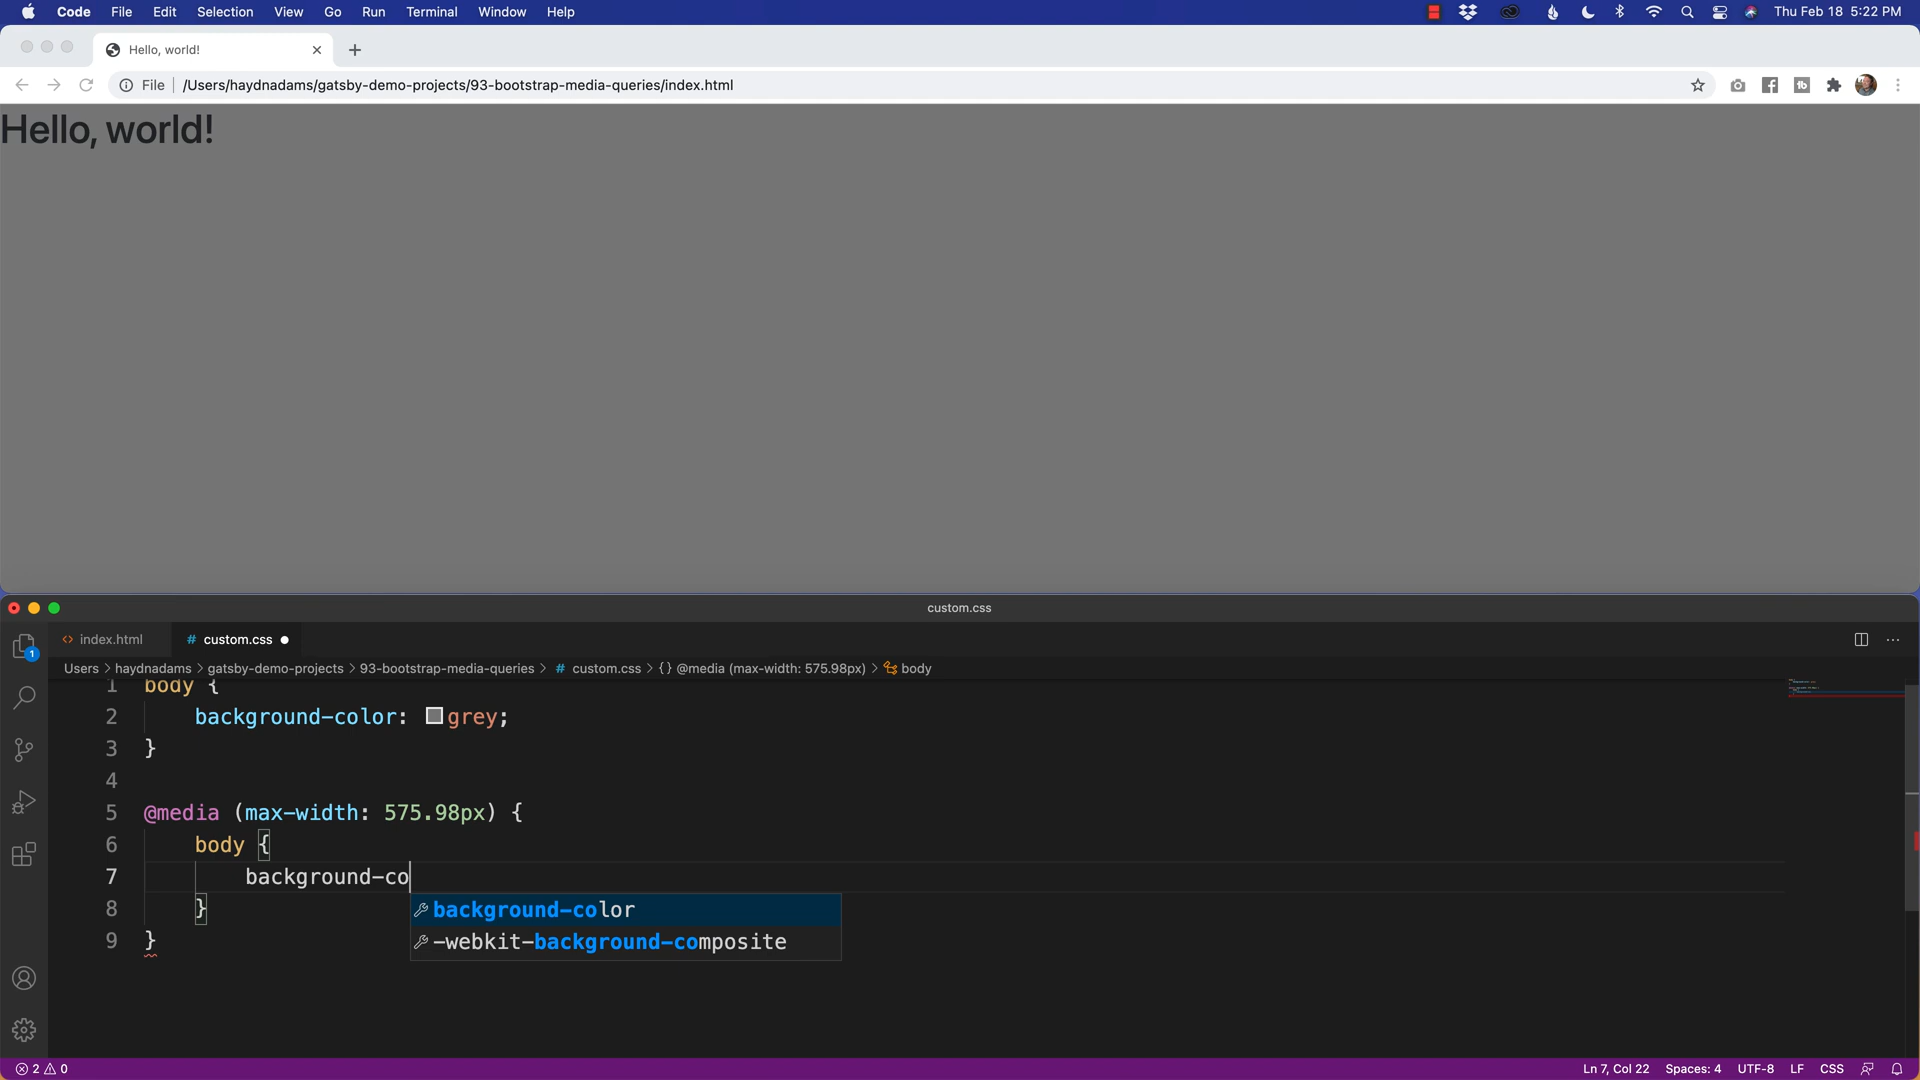 Code File Edit Selection View Go Run Terminal Window Help Thu Feb 18 5:22 PM
Hello, world!
File /Users/haydnadams/gatsby-demo-projects/93-bootstrap-media-queries/index.html
Hello, world!
custom.css
index.html # custom.css
Users > haydnadams > gatsby-demo-projects > 93-bootstrap-media-queries > # custom.css > {} @media (max-width: 575.98px) > body
1 body {
2 background-color: grey;
3 }
4
5 @media (max-width: 575.98px) {
6 body {
7 background-co
8 }
background-color
9 }
-webkit-background-composite
1
2 0 Ln 7, Col 22 Spaces: 4 UTF-8 LF CSS